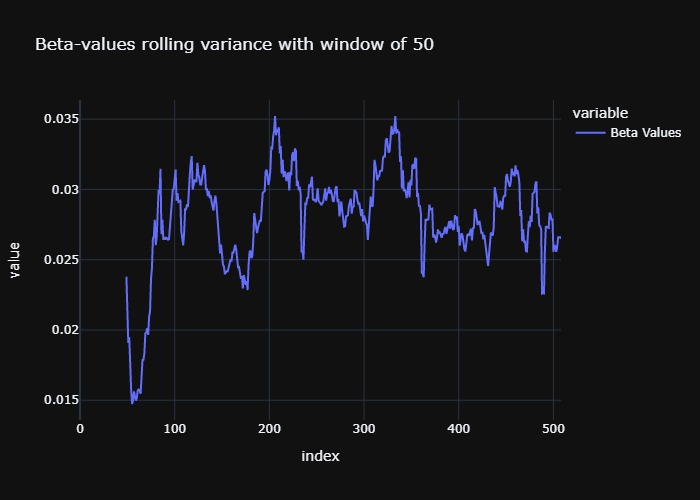 Beta-values rolling variance with window of 50
variable
Beta Values
value
0.035
0.03
0.025
0.02
0.015
0
100
200
300
400
500
index